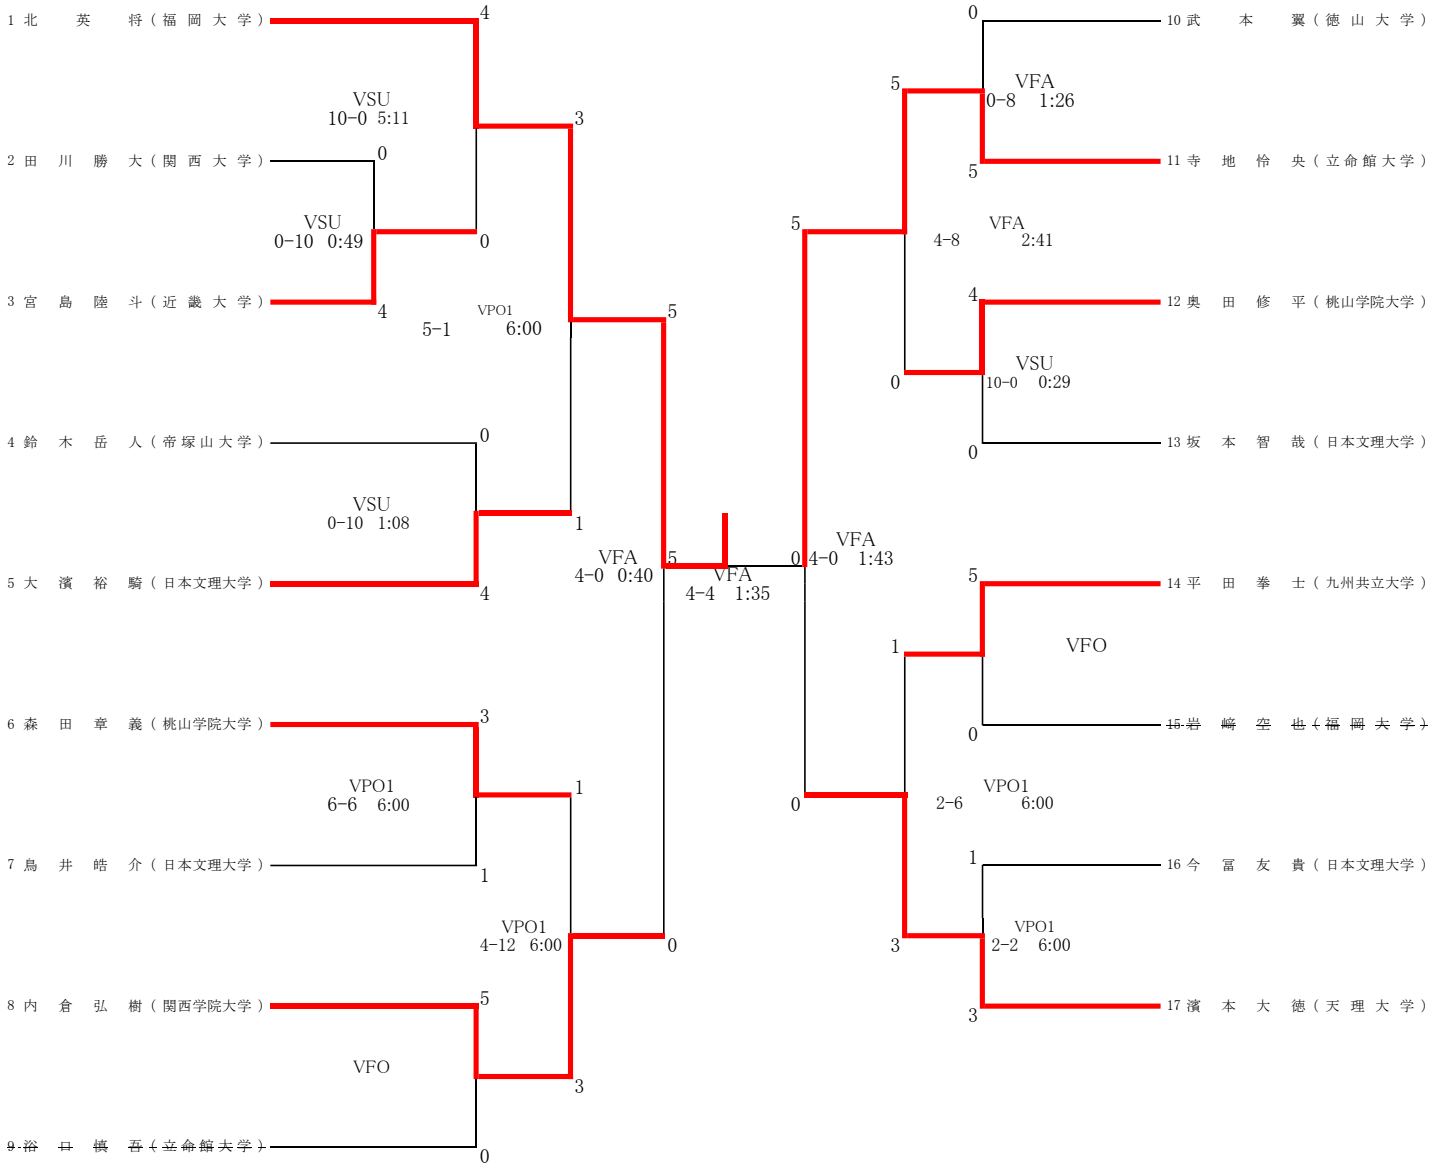 1 北 英 将 ( 福 岡 大 学 )
4
VSU
10-0 5:11
3
2 田 川 勝 大 ( 関 西 大 学 )
0
VSU
0-10 0:49
0
3 宮 島 陸 斗 ( 近 畿 大 学 )
4
VPO1
5-1 6:00
5
4 鈴 木 岳 人 ( 帝 塚 山 大 学 )
0
VSU
0-10 1:08
1
5 大 濱 裕 騎 ( 日本文理大学 )
4
VFA
4-0 0:40
5
VFA
4-4 1:35
6 森 田 章 義 ( 桃山学院大学 )
3
VPO1
6-6 6:00
1
7 鳥 井 皓 介 ( 日本文理大学 )
1
VPO1
4-12 6:00
0
8 内 倉 弘 樹 ( 関西学院大学 )
5
VFO
3
9 浴 口 慎 吾 ( 立 命 館 大 学 )
0
0
10 武 本 翼 ( 徳 山 大 学 )
5
VFA
0-8 1:26
5
11 寺 地 怜 央 ( 立 命 館 大 学 )
5
VFA
4-8 2:41
4
12 奥 田 修 平 ( 桃山学院大学 )
0
VSU
10-0 0:29
0
13 坂 本 智 哉 ( 日本文理大学 )
0
VFA
4-0 1:43
5
14 平 田 拳 士 ( 九州共立大学 )
1
VFO
0
15 岩 﨑 空 也 ( 福 岡 大 学 )
0
VPO1
2-6 6:00
1
16 今 冨 友 貴 ( 日本文理大学 )
3
VPO1
2-2 6:00
3
17 濱 本 大 徳 ( 天 理 大 学 )